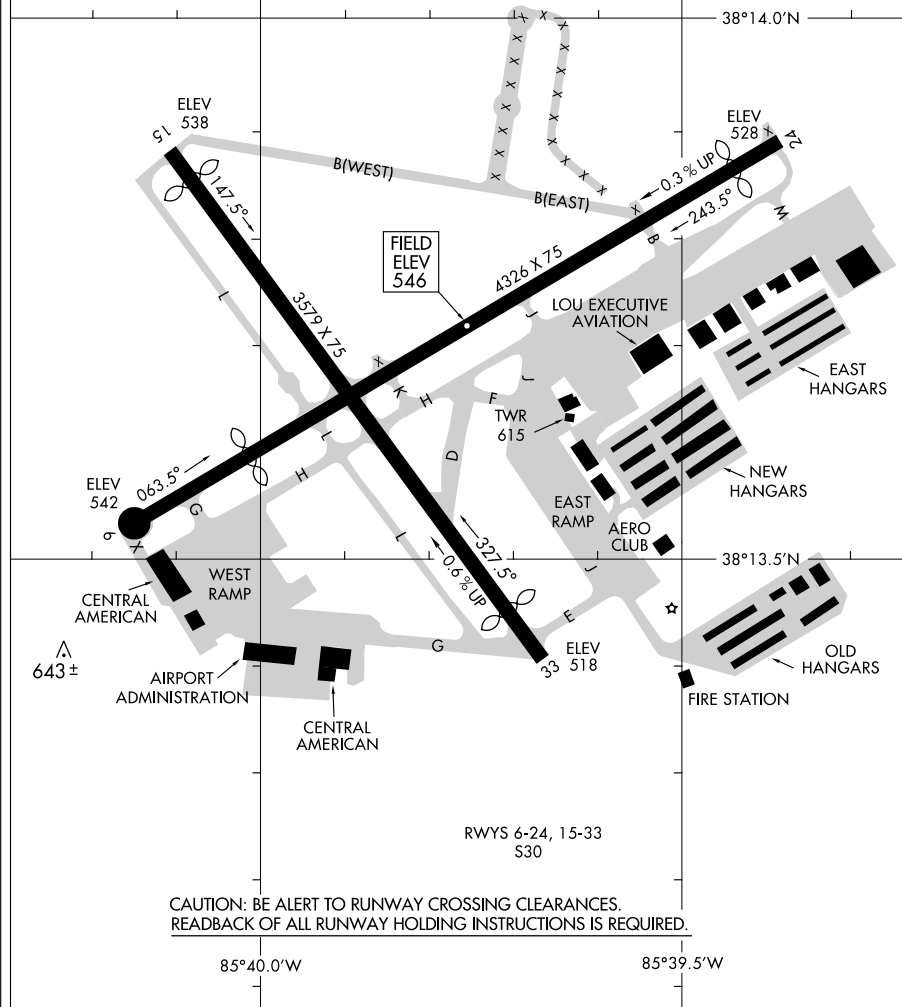 38°14.0'N
ELEV
538
15
ELEV
528
24
B(WEST)
0.3 % UP
B(EAST)
147.5°
243.5°
M
B
FIELD
ELEV
546
4326 X 75
L
3579 X 75
J
LOU EXECUTIVE
AVIATION
EAST
HANGARS
J
K
H
F
TWR
615
L
D
H
NEW
HANGARS
ELEV
542
063.5°
G
EAST
RAMP
6
AERO
CLUB
L
327.5°
38°13.5'N
0.6 % UP
J
WEST
RAMP
CENTRAL
AMERICAN
E
G
ELEV
518
33
OLD
HANGARS
643 ±
AIRPORT
ADMINISTRATION
FIRE STATION
CENTRAL
AMERICAN
RWYS 6-24, 15-33
S30
CAUTION: BE ALERT TO RUNWAY CROSSING CLEARANCES.
READBACK OF ALL RUNWAY HOLDING INSTRUCTIONS IS REQUIRED.
85°40.0'W
85°39.5'W